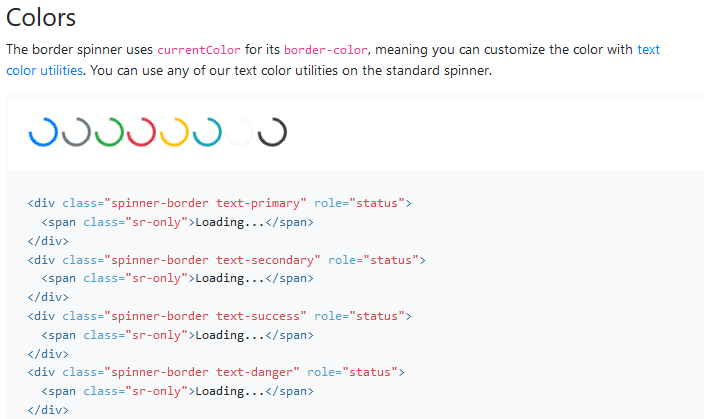 Colors
The border spinner uses currentColor for its border-color, meaning you can customize the color with text
color utilities. You can use any of our text color utilities on the standard spinner.
<div class="spinner-border text-primary" role="status">
  <span class="sr-only">Loading...</span>
</div>
<div class="spinner-border text-secondary" role="status">
  <span class="sr-only">Loading...</span>
</div>
<div class="spinner-border text-success" role="status">
  <span class="sr-only">Loading...</span>
</div>
<div class="spinner-border text-danger" role="status">
  <span class="sr-only">Loading...</span>
</div>